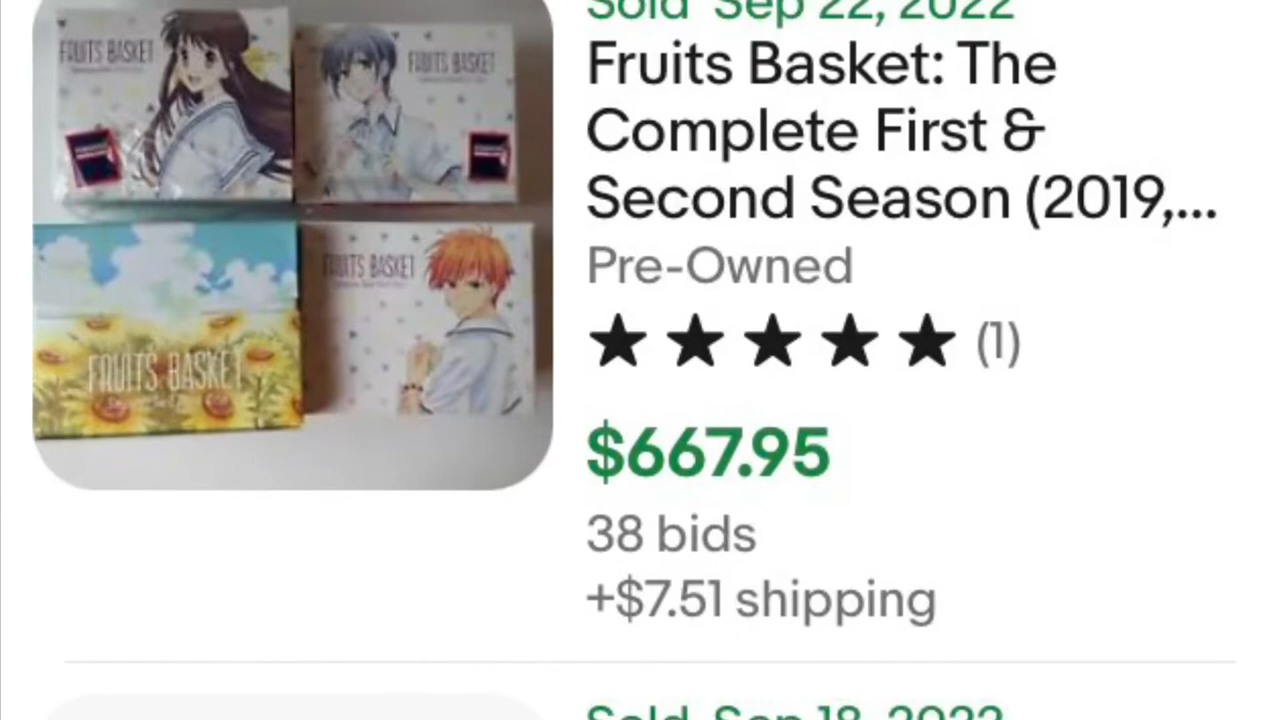 FRUITS BASKET
FRUITS BASKET
FRUITS BASKET
FRUITS BASKET
Sold Sep 22, 2022
Fruits Basket: The
Complete First &
Second Season (2019,...
Pre-Owned
(1)
$667.95
38 bids
+$7.51 shipping
Sold Sep 18, 2022